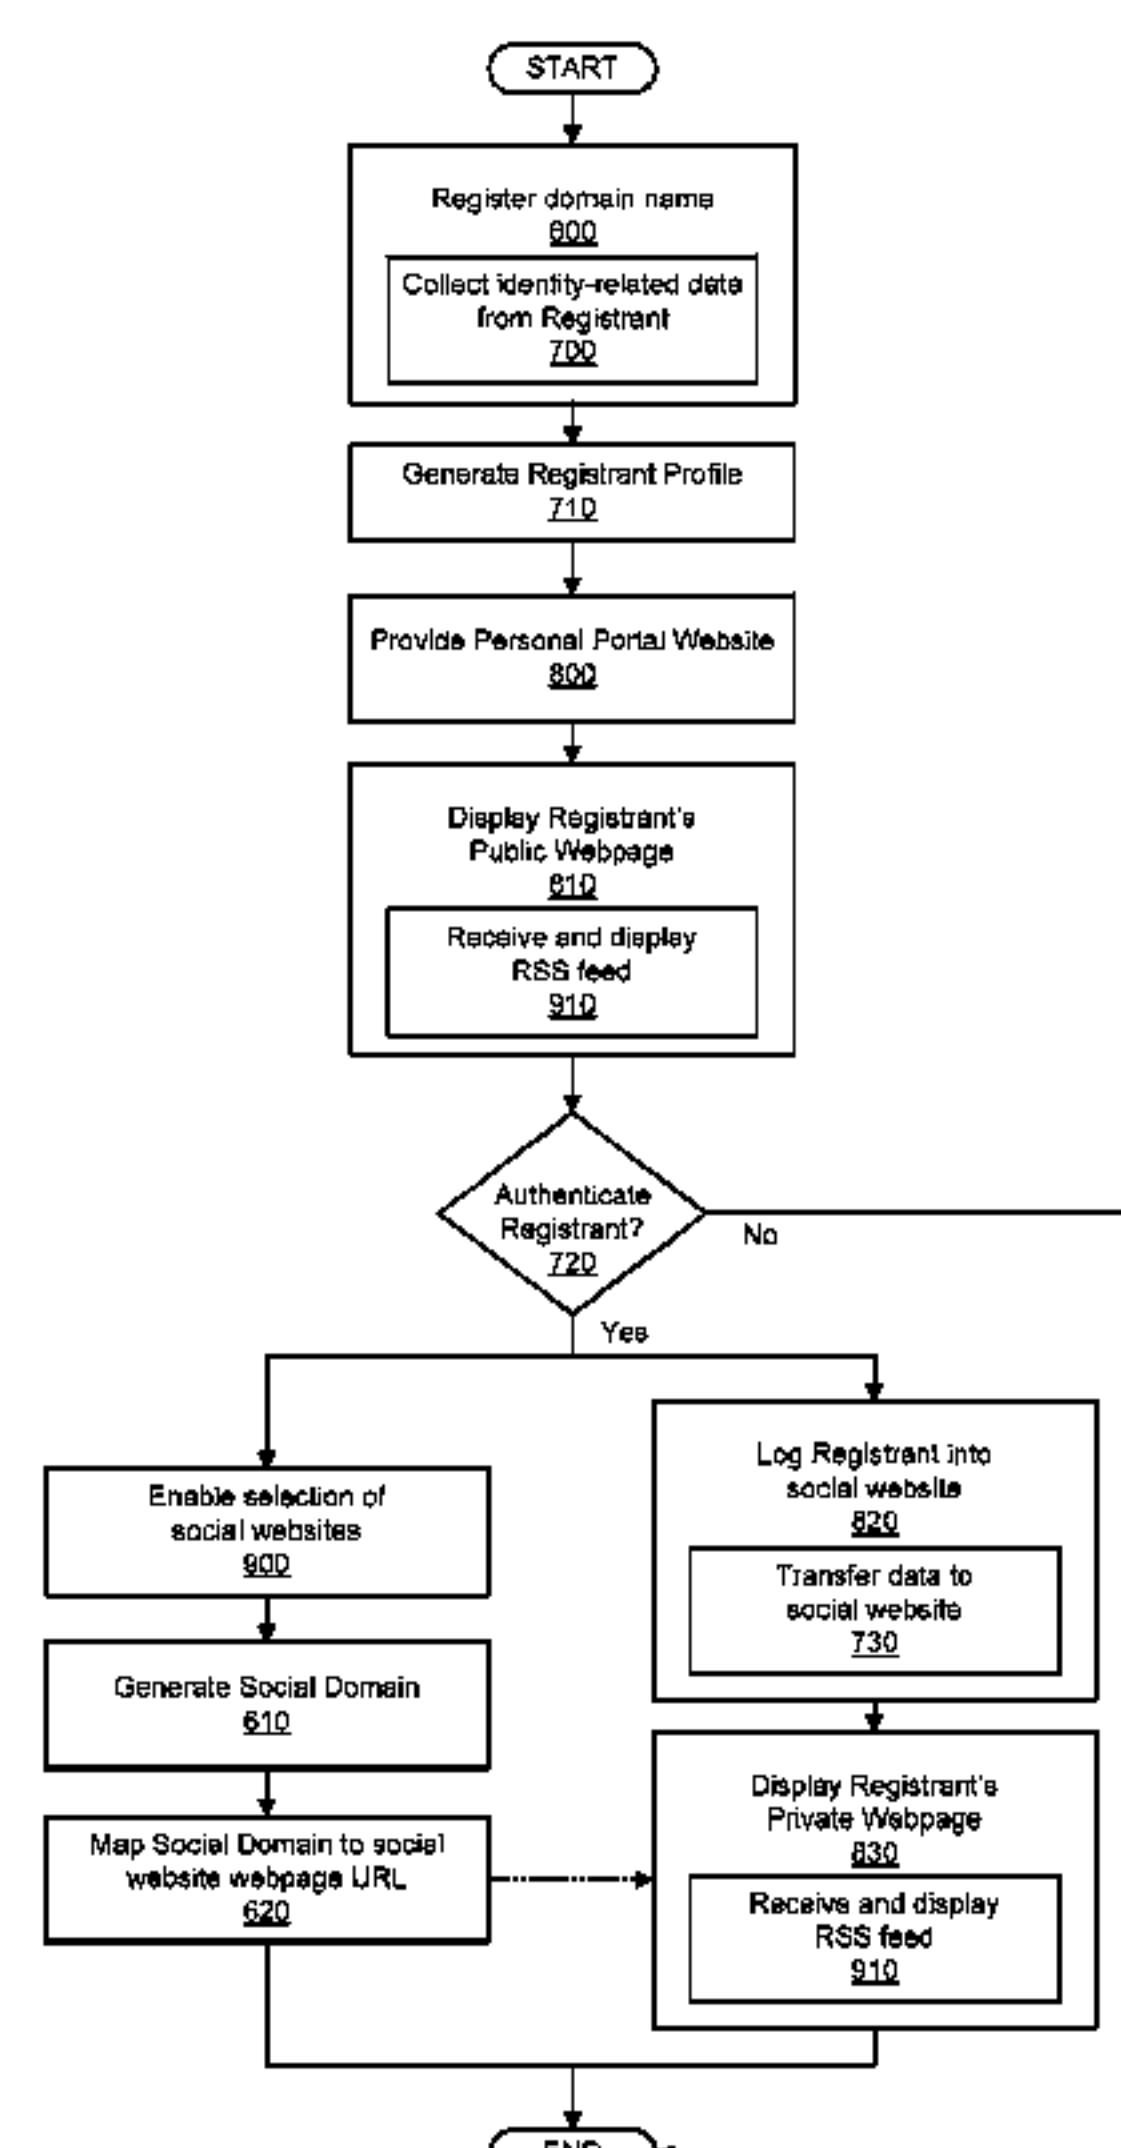 START
Register domain name
600
Collect identity-related data
from Registrant
700
Generate Registrant Profile
710
Provide Personal Portal Website
800
Display Registrant's
Public Webpage
810
Receive and display
RSS feed
910
Authenticate
Registrant?
720
No
Yes
Enable selection of
social websites
900
Generate Social Domain
610
Map Social Domain to social
website webpage URL
620
Log Registrant into
social website
820
Transfer data to
social website
730
Display Registrant's
Private Webpage
830
Receive and display
RSS feed
910
END